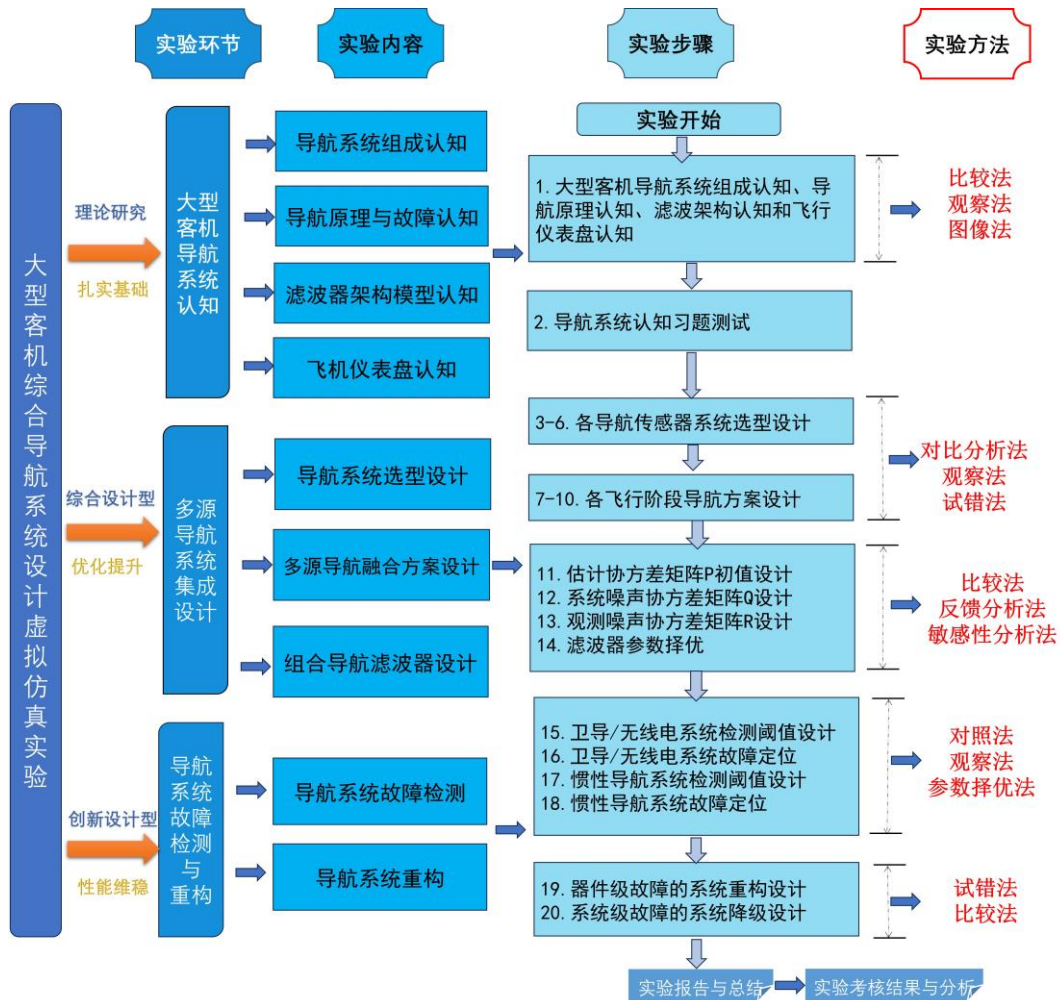 实验环节
实验内容
实验步骤
实验方法
大型客机综合导航系统设计虚拟仿真实验
理论研究
扎实基础
大型
客机
导航
系统
认知
导航系统组成认知
导航原理与故障认知
滤波器架构模型认知
飞机仪表盘认知
实验开始
1. 大型客机导航系统组成认知、导
航原理认知、滤波架构认知和飞行
仪表盘认知
比较法
观察法
图像法
2. 导航系统认知习题测试
综合设计型
优化提升
多源
导航
系统
集成
设计
导航系统选型设计
多源导航融合方案设计
组合导航滤波器设计
3-6. 各导航传感器系统选型设计
7-10. 各飞行阶段导航方案设计
对比分析法
观察法
试错法
11. 估计协方差矩阵P初值设计
12. 系统噪声协方差矩阵Q设计
13. 观测噪声协方差矩阵R设计
14. 滤波器参数择优
比较法
反馈分析法
敏感性分析法
创新设计型
性能维稳
导航
系统
故障
检测
与
重构
导航系统故障检测
导航系统重构
15. 卫导/无线电系统检测阈值设计
16. 卫导/无线电系统故障定位
17. 惯性导航系统检测阈值设计
18. 惯性导航系统故障定位
对照法
观察法
参数择优法
19. 器件级故障的系统重构设计
20. 系统级故障的系统降级设计
试错法
比较法
实验报告与总结
实验考核结果与分析